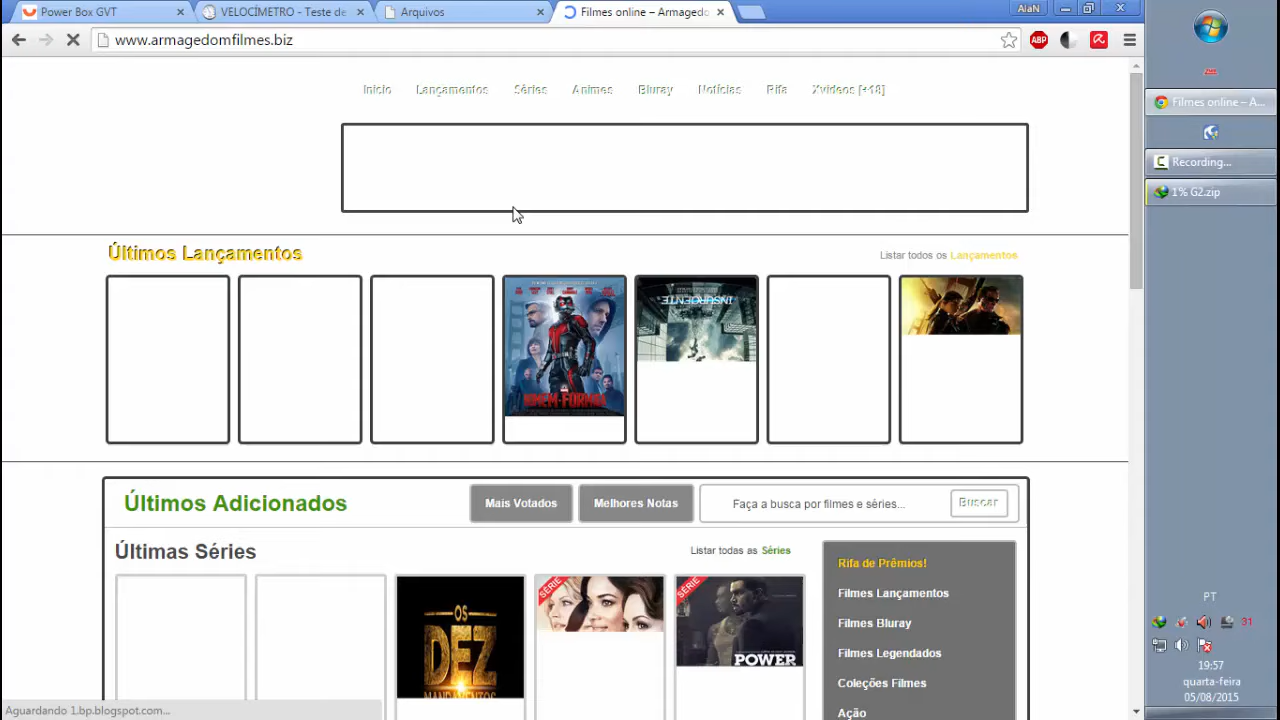 Power Box GVT
VELOCÍMETRO - Teste de
Arquivos
Filmes online – Armagedo
AlaN
www.armagedomfilmes.biz
ABP
Inicio
Lançamentos
Séries
Animes
Bluray
Notícias
Rifa
Xvideos [+18]
Últimos Lançamentos
Listar todos os Lançamentos
HOMEM-FORMIGA
INSURGENTE
Últimos Adicionados
Mais Votados
Melhores Notas
Faça a busca por filmes e séries...
Buscar
Últimas Séries
Listar todas as Séries
OS
DEZ
MANDAMENTOS
SÉRIE
SÉRIE
POWER
Rifa de Prêmios!
Filmes Lançamentos
Filmes Bluray
Filmes Legendados
Coleções Filmes
Ação
Aguardando 1.bp.blogspot.com...
Filmes online – A...
Recording...
1% G2.zip
PT
31
19:57
quarta-feira
05/08/2015